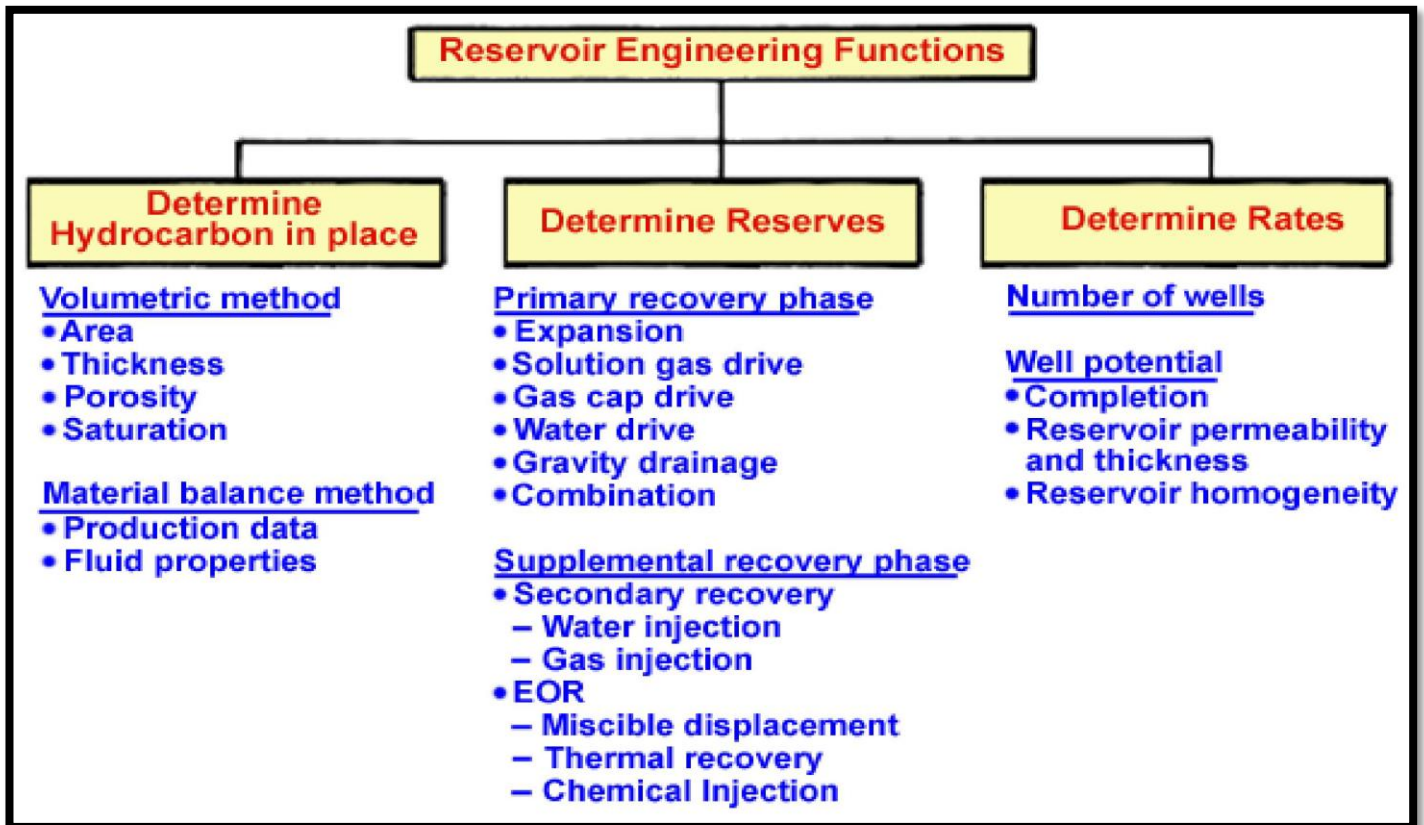 Reservoir Engineering Functions
Determine
Hydrocarbon in place
Volumetric method
• Area
• Thickness
• Porosity
• Saturation
Material balance method
• Production data
• Fluid properties
Determine Reserves
Primary recovery phase
• Expansion
• Solution gas drive
• Gas cap drive
• Water drive
• Gravity drainage
• Combination
Supplemental recovery phase
• Secondary recovery
– Water injection
– Gas injection
• EOR
– Miscible displacement
– Thermal recovery
– Chemical Injection
Determine Rates
Number of wells
Well potential
• Completion
• Reservoir permeability
and thickness
• Reservoir homogeneity